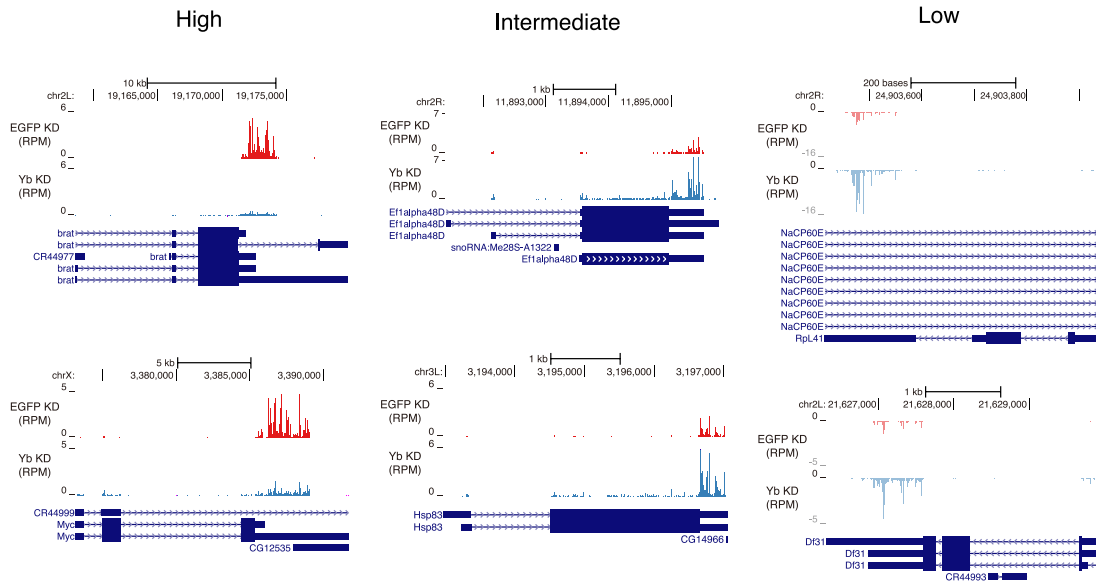 High
Intermediate
Low
10 kb
chr2L:
19,165,000
19,170,000
19,175,000
6
EGFP KD
(RPM)
0
6
Yb KD
(RPM)
0
brat
brat
CR44977
brat
brat
brat
1 kb
chr2R:
11,893,000
11,894,000
11,895,000
7
EGFP KD
(RPM)
0
7
Yb KD
(RPM)
0
Ef1alpha48D
Ef1alpha48D
Ef1alpha48D
snoRNA:Me28S-A1322
Ef1alpha48D
200 bases
chr2R:
24,903,600
24,903,800
0
EGFP KD
(RPM)
-16
0
Yb KD
(RPM)
-16
NaCP60E
NaCP60E
NaCP60E
NaCP60E
NaCP60E
NaCP60E
NaCP60E
NaCP60E
NaCP60E
RpL41
5 kb
chrX:
3,380,000
3,385,000
3,390,000
5
EGFP KD
(RPM)
0
5
Yb KD
(RPM)
0
CR44999
Myc
Myc
CG12535
1 kb
chr3L:
3,194,000
3,195,000
3,196,000
3,197,000
6
EGFP KD
(RPM)
0
6
Yb KD
(RPM)
0
Hsp83
Hsp83
CG14966
1 kb
chr2L:
21,627,000
21,628,000
21,629,000
0
EGFP KD
(RPM)
-5
0
Yb KD
(RPM)
-5
Df31
Df31
Df31
CR44993